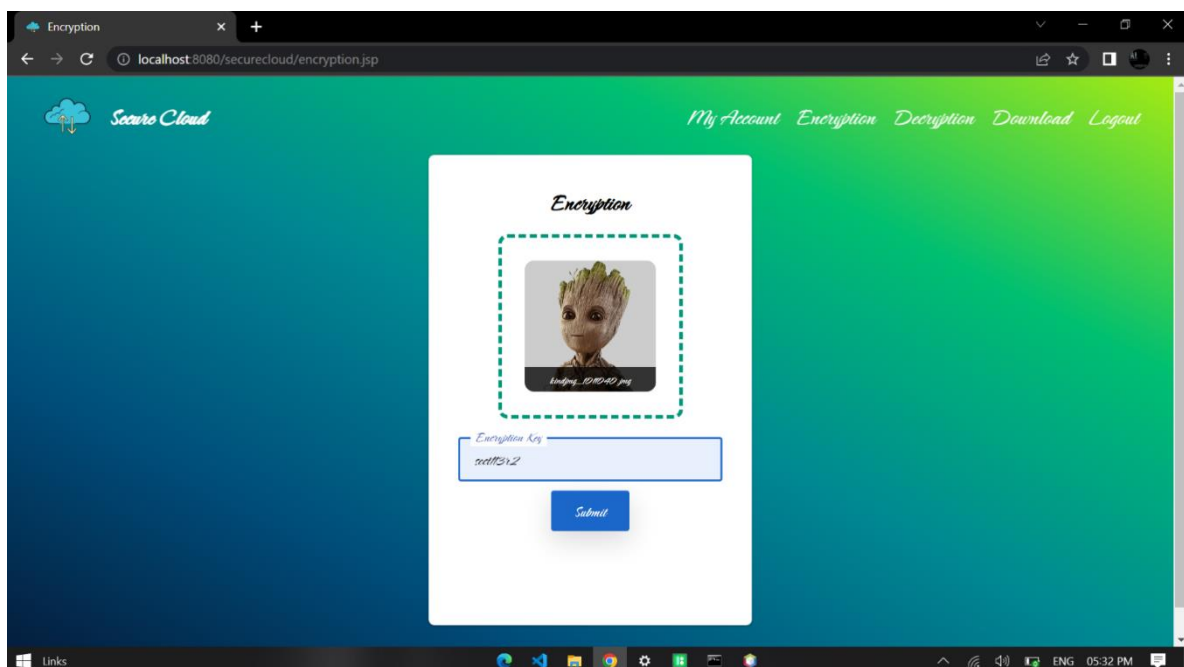 Encryption
localhost:8080/securecloud/encryption.jsp
Secure Cloud
My Account Encryption Decryption Download Logout
Encryption
Encryption Key
Submit
Links
ENG 05:32 PM